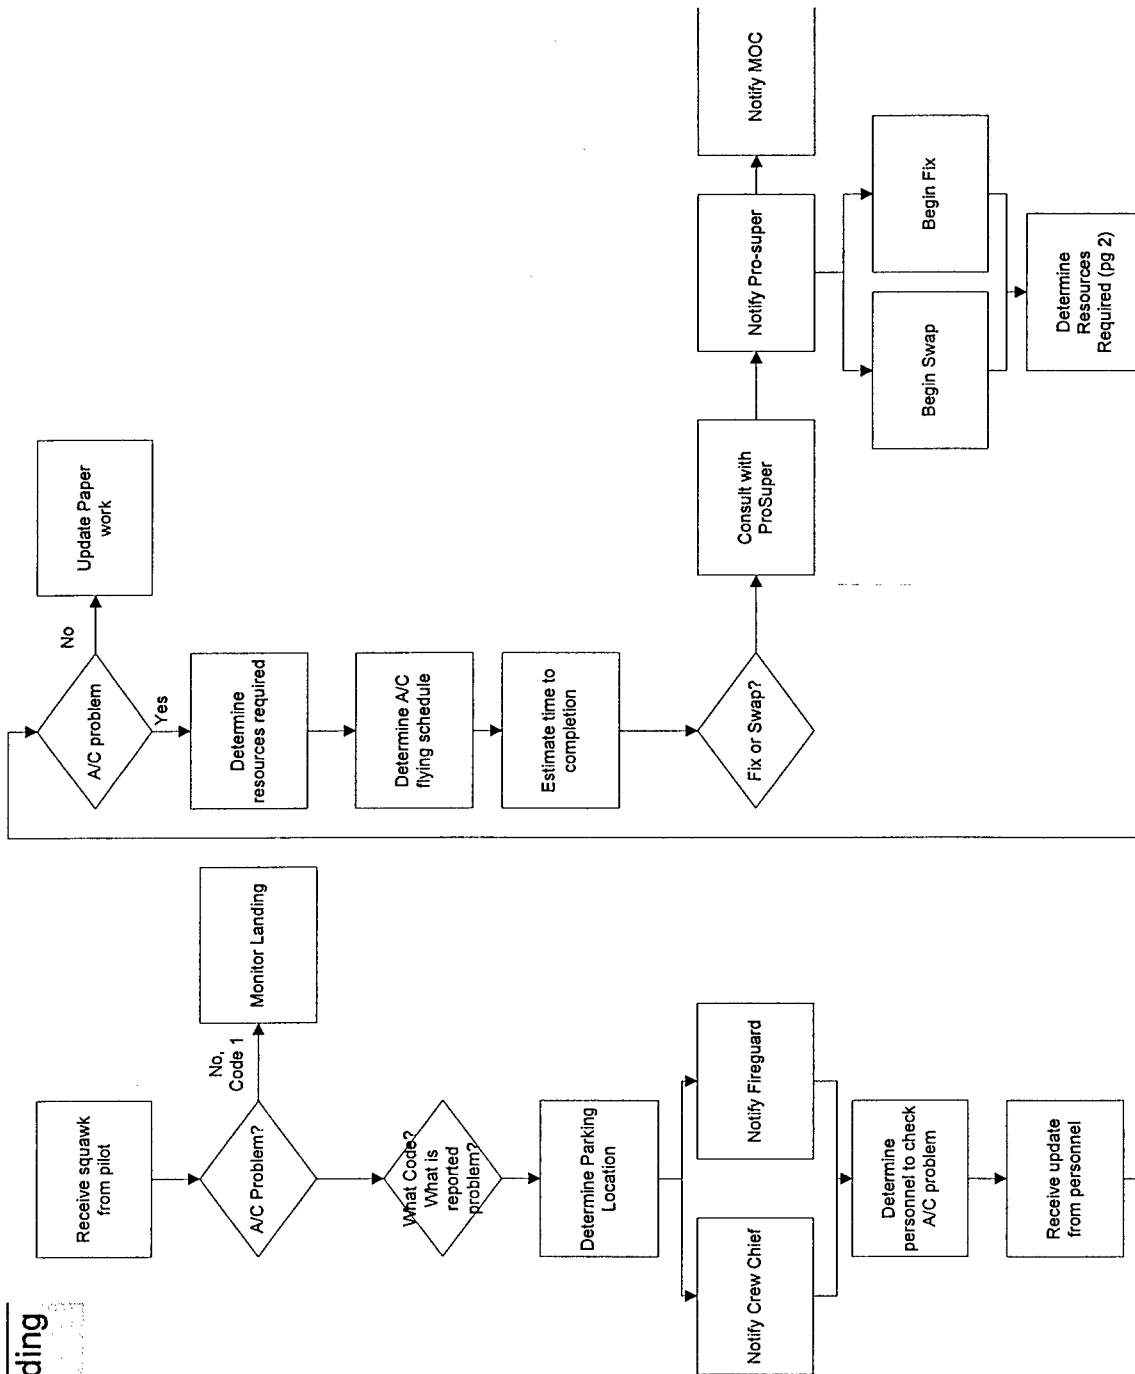 ding
Receive squawk
from pilot
A/C Problem?
No,
Code 1
Monitor Landing
What Code?
What is
reported
problem?
Determine Parking
Location
Notify Crew Chief
Notify Fireguard
Determine
personnel to check
A/C problem
Receive update
from personnel
A/C problem
No
Update Paper
work
Yes
Determine
resources required
Determine A/C
flying schedule
Estimate time to
completion
Fix or Swap?
Consult with
ProSuper
Notify Pro-super
Notify MOC
Begin Swap
Begin Fix
Determine
Resources
Required (pg 2)